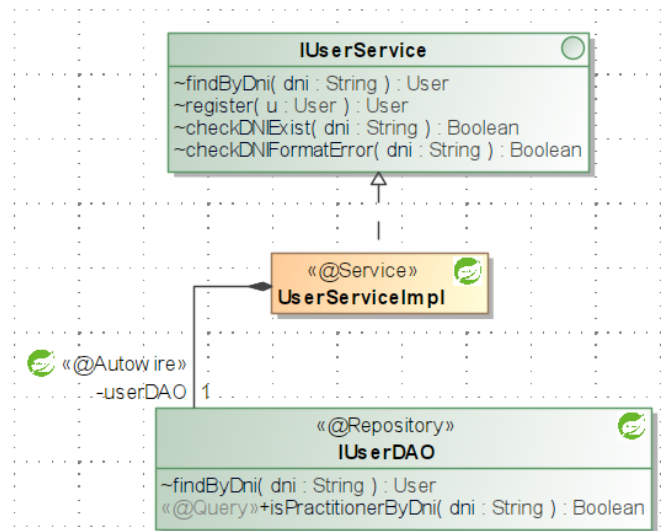 IUserService
~findByDni( dni : String ) : User
~register( u : User ) : User
~checkDNIExist( dni : String ) : Boolean
~checkDNIFormatError( dni : String ) : Boolean
«@Service»
UserServiceImpl
«@Autowire»
-userDAO 1
«@Repository»
IUserDAO
~findByDni( dni : String ) : User
«@Query»+isPractitionerByDni( dni : String ) : Boolean